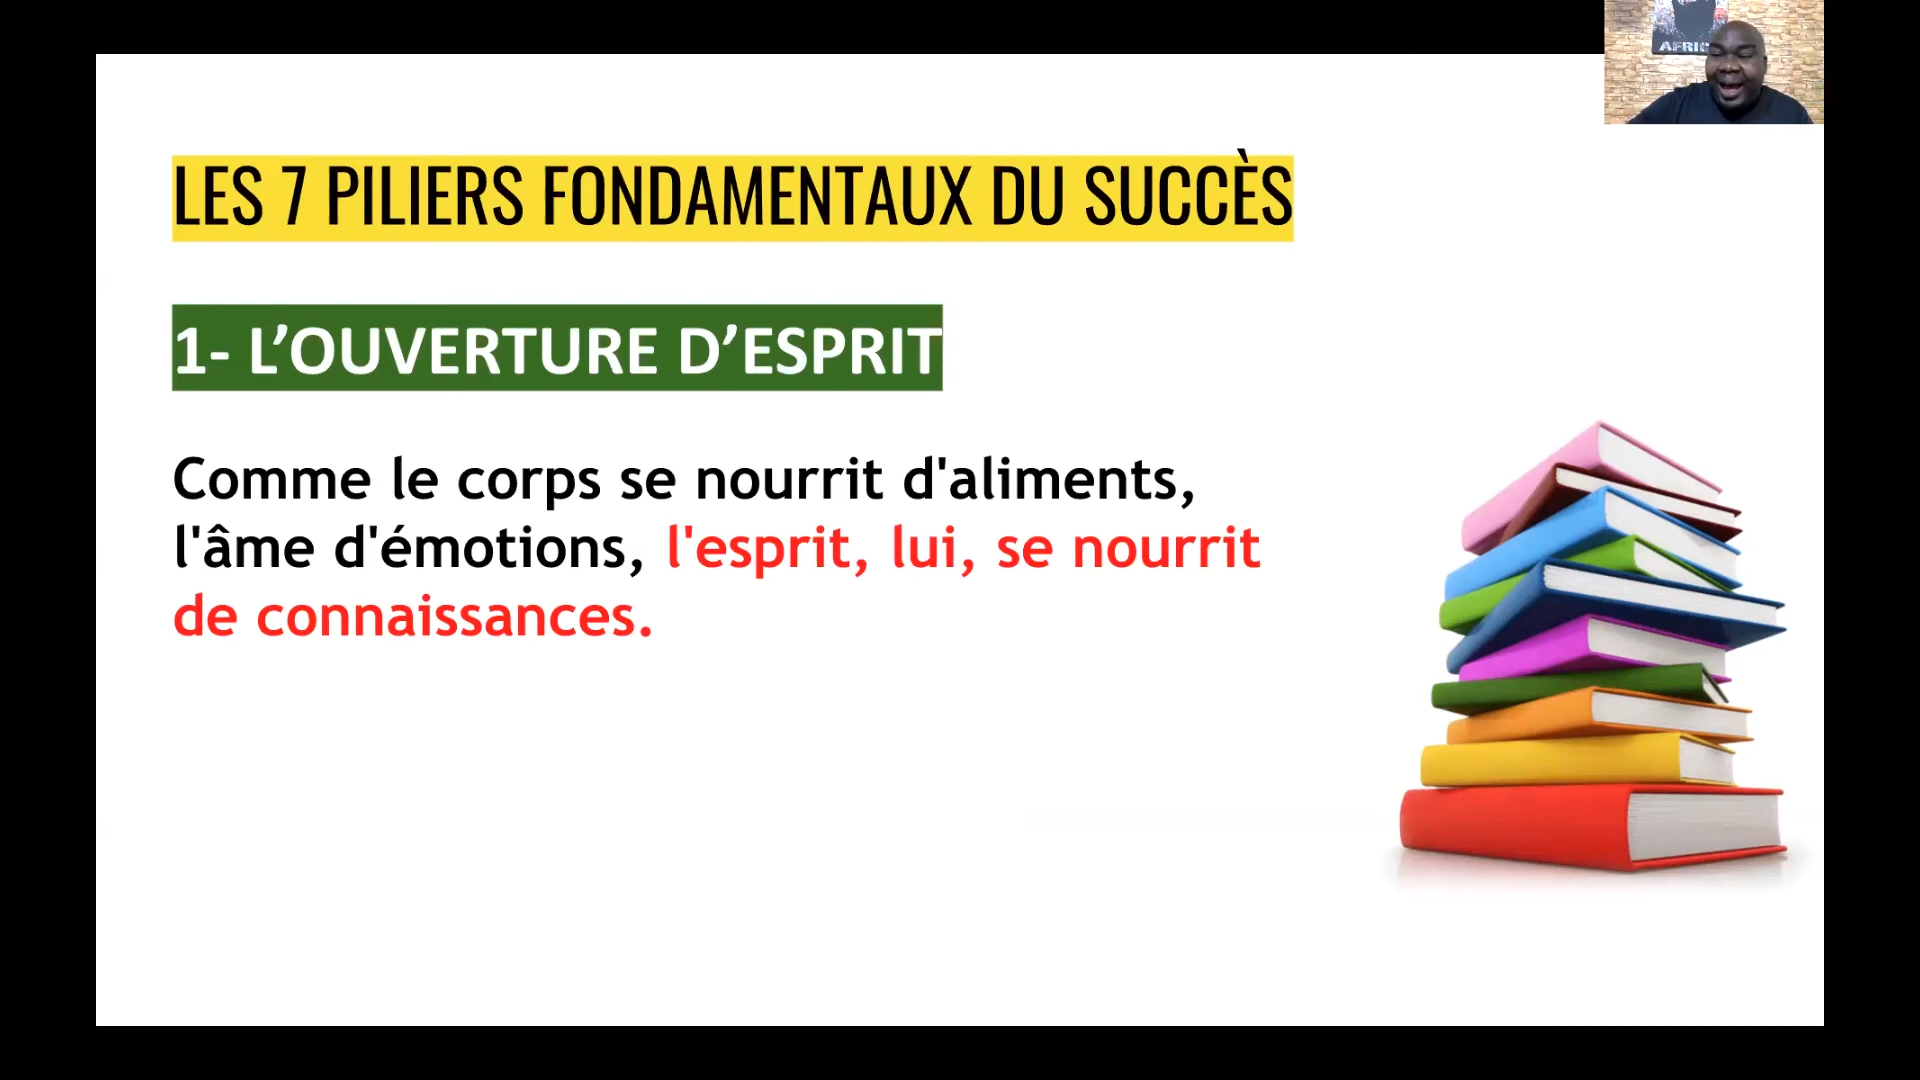 AFRIC
LES 7 PILIERS FONDAMENTAUX DU SUCCÈS
1- L’OUVERTURE D’ESPRIT
Comme le corps se nourrit d'aliments,
l'âme d'émotions, l'esprit, lui, se nourrit
de connaissances.